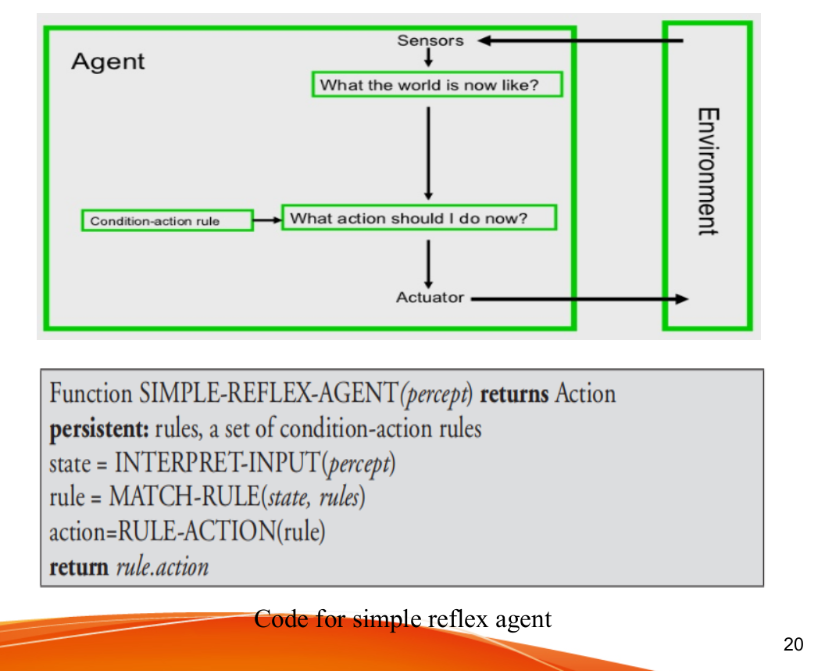 Agent
Sensors
What the world is now like?
Condition-action rule
What action should I do now?
Actuator
Environment
Function SIMPLE-REFLEX-AGENT(percept) returns Action
persistent: rules, a set of condition-action rules
state = INTERPRET-INPUT(percept)
rule = MATCH-RULE(state, rules)
action=RULE-ACTION(rule)
return rule.action
Code for simple reflex agent
20